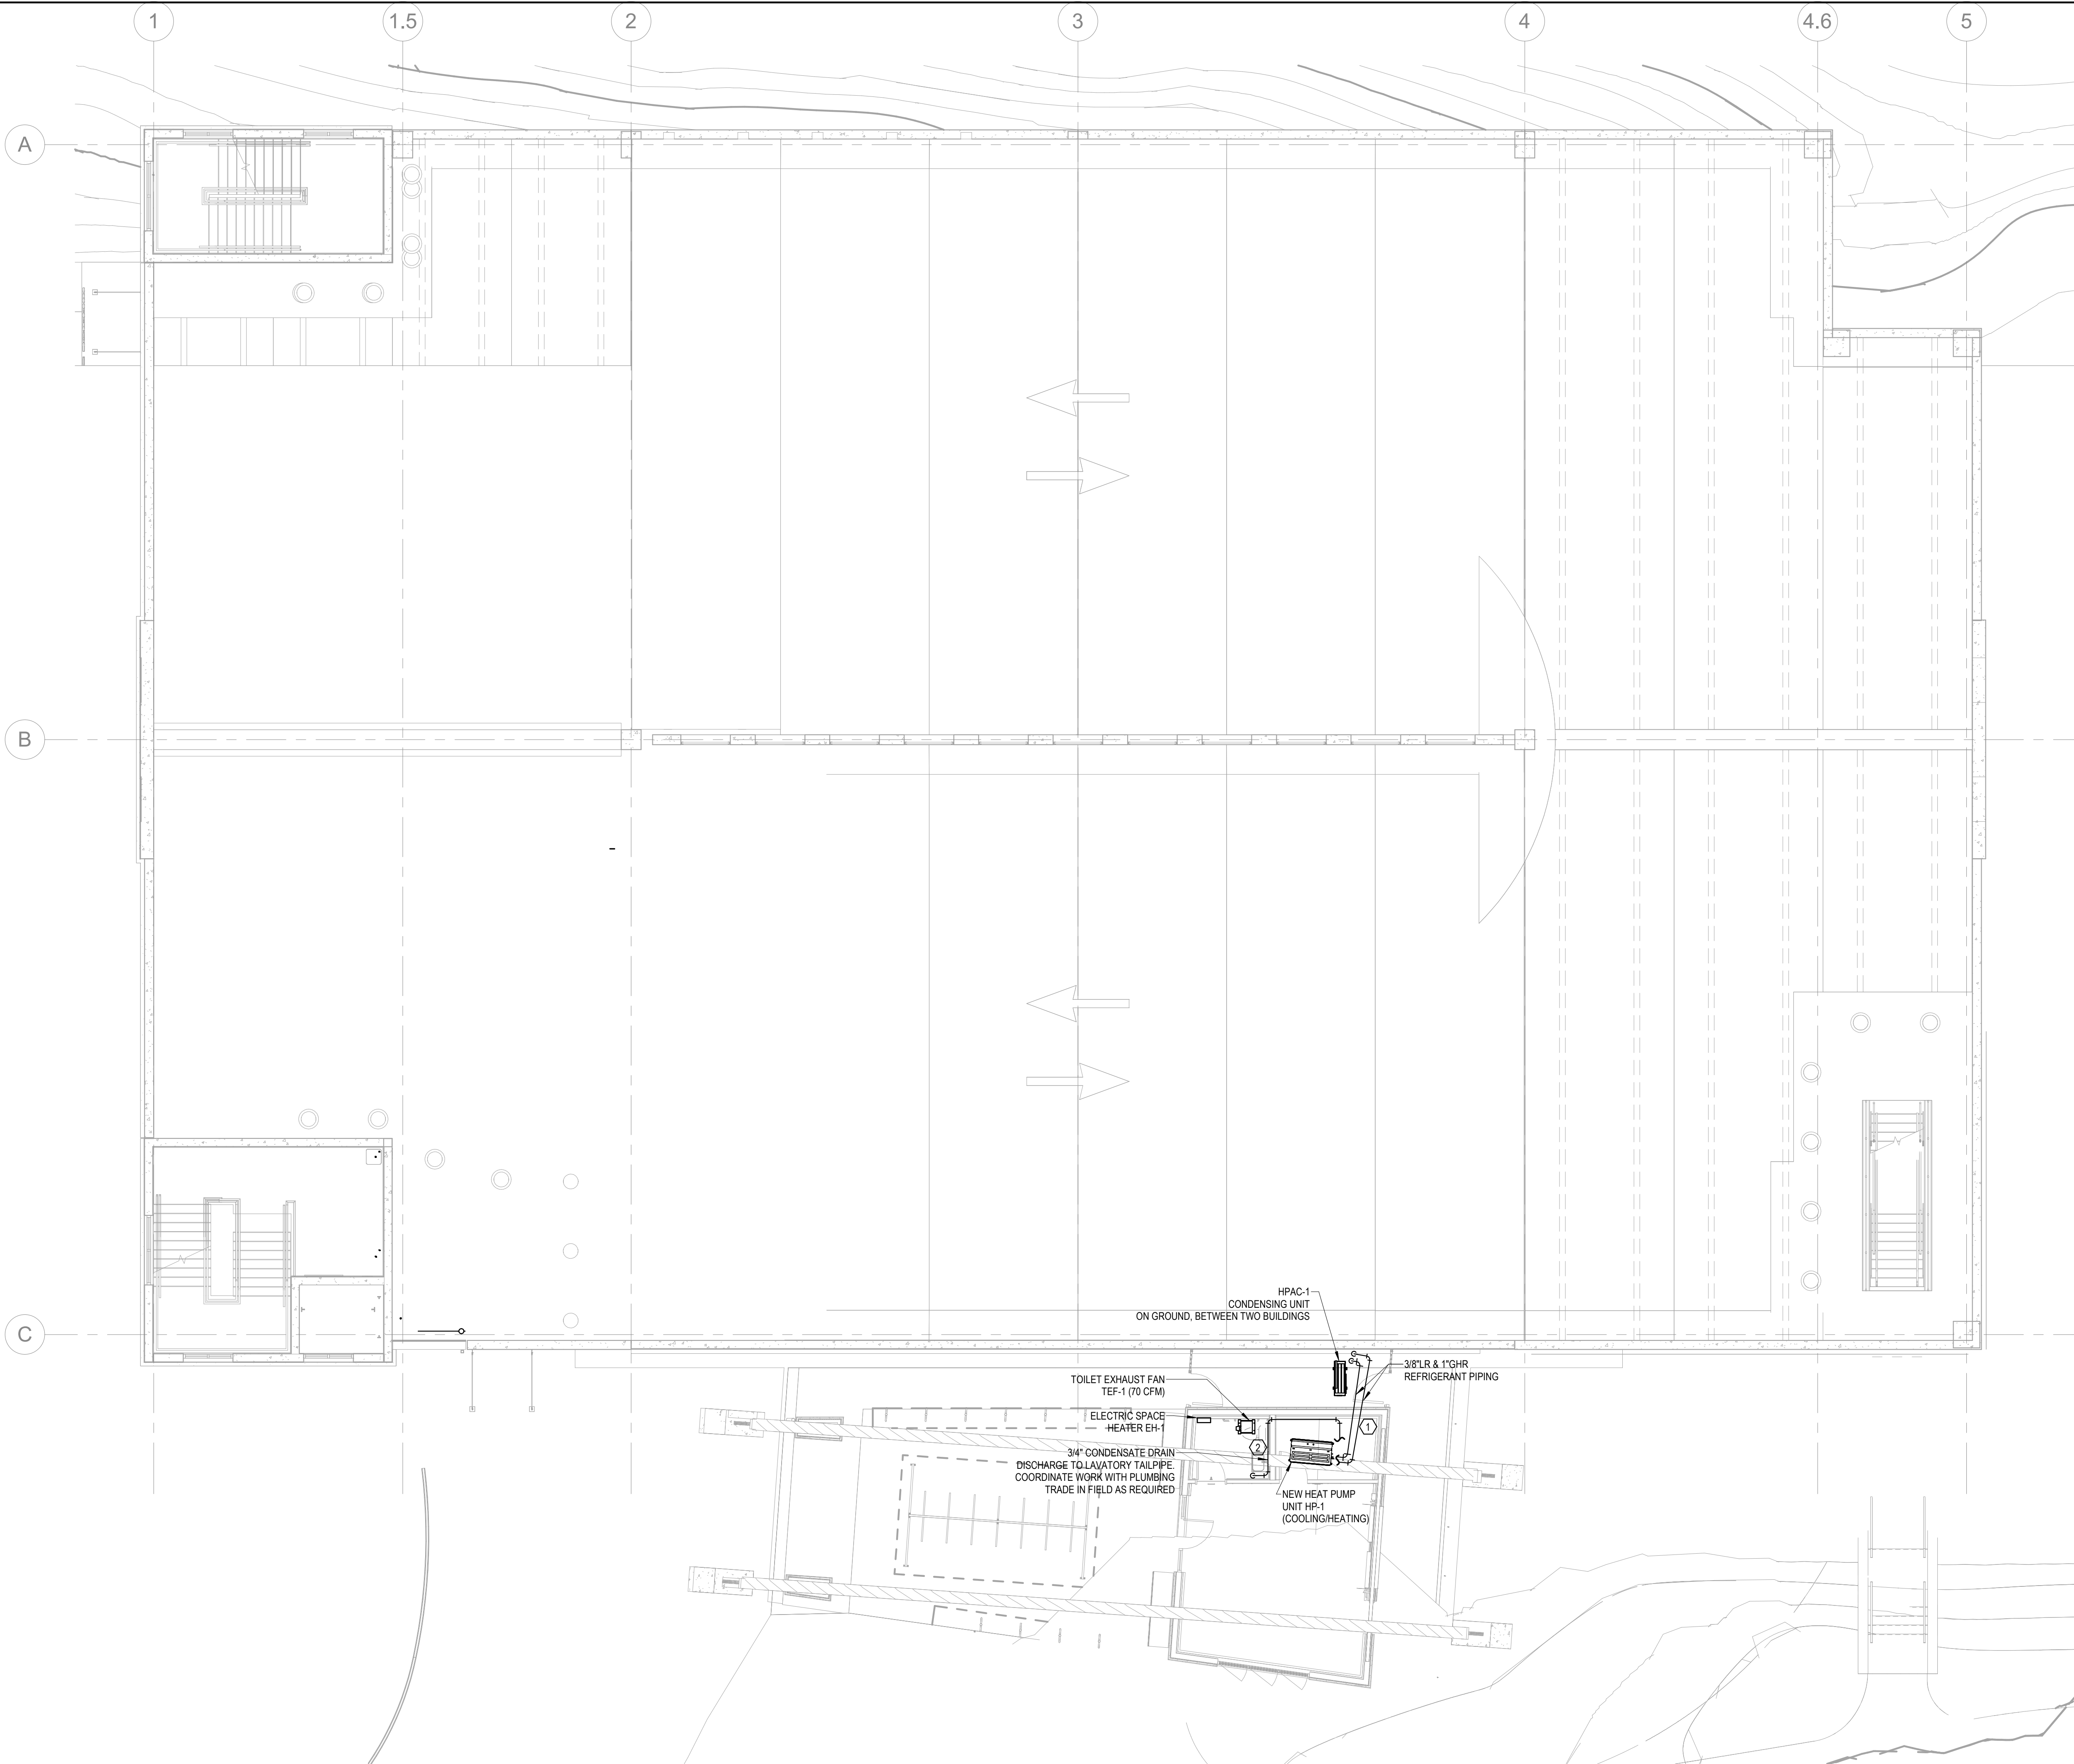 1
1.5
2
3
4
4.6
5
A
B
C
HPAC-1
CONDENSING UNIT
ON GROUND, BETWEEN TWO BUILDINGS
3/8"LR & 1"GHR
REFRIGERANT PIPING
TOILET EXHAUST FAN
TEF-1 (70 CFM)
ELECTRIC SPACE
HEATER EH-1
1
2
3/4" CONDENSATE DRAIN
DISCHARGE TO LAVATORY TAILPIPE.
COORDINATE WORK WITH PLUMBING
TRADE IN FIELD AS REQUIRED
NEW HEAT PUMP
UNIT HP-1
(COOLING/HEATING)